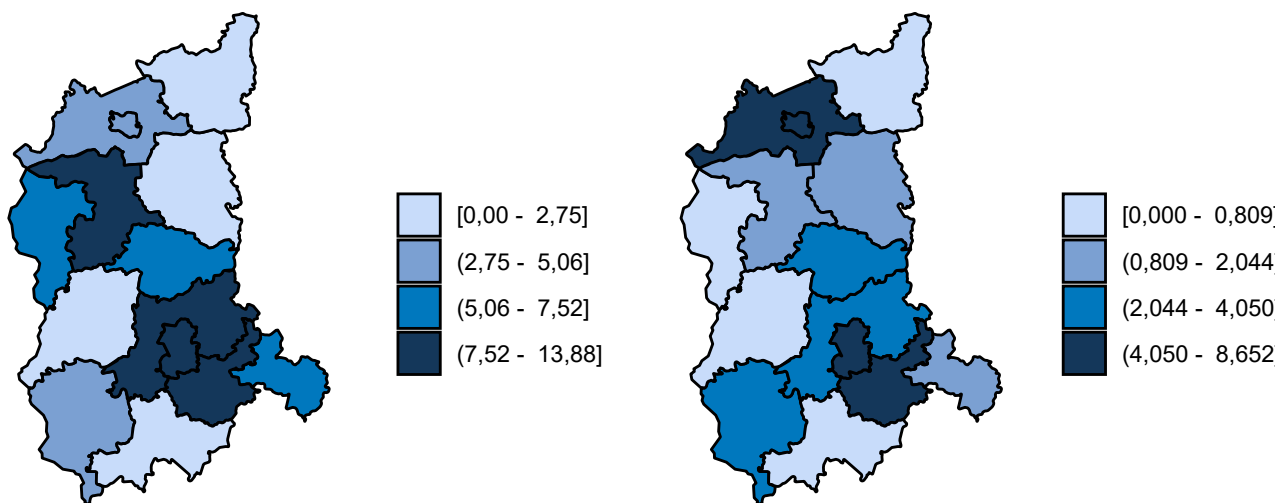 [0,00 - 2,75]
(2,75 - 5,06]
(5,06 - 7,52]
(7,52 - 13,88]
[0,000 - 0,809]
(0,809 - 2,044]
(2,044 - 4,050]
(4,050 - 8,652]